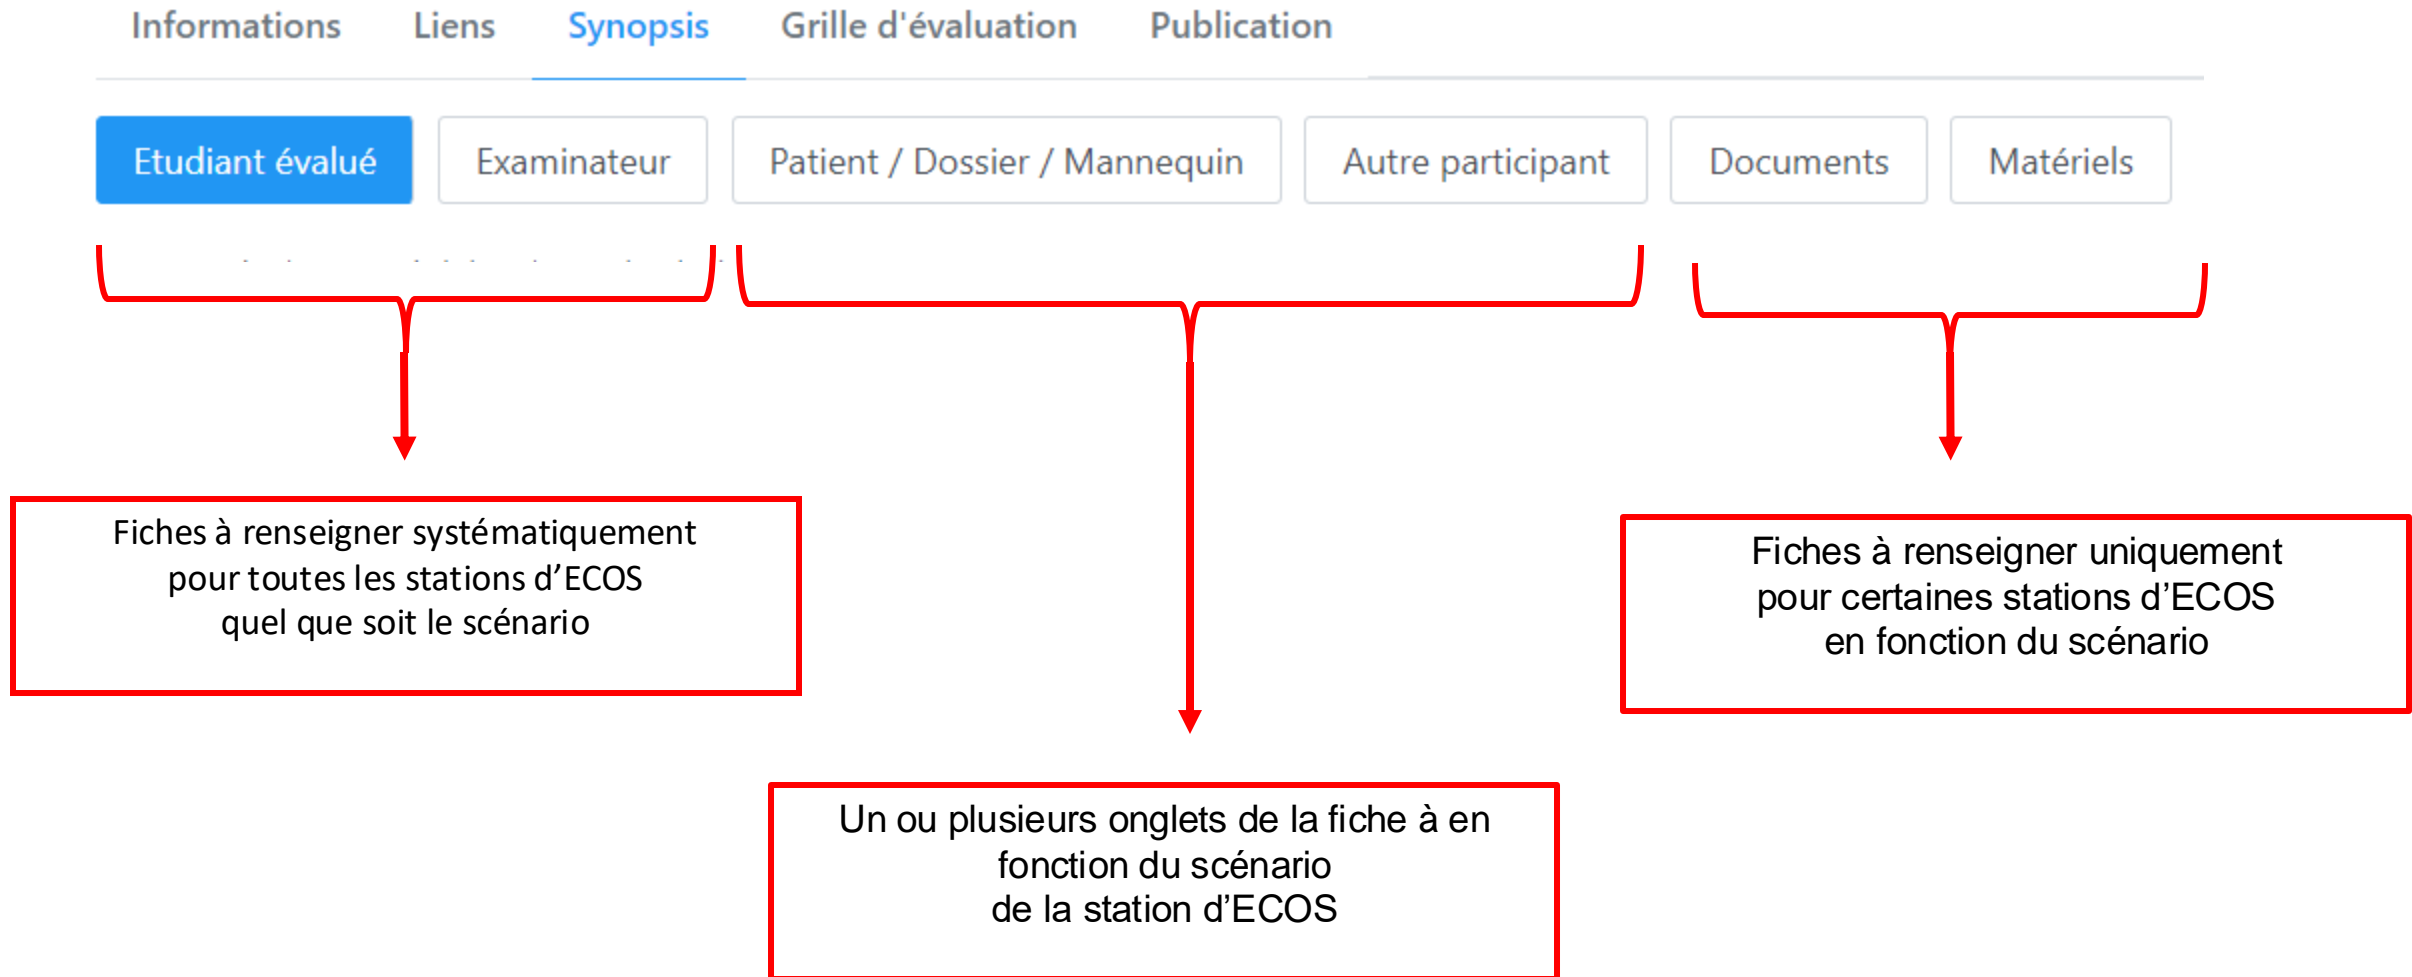 Informations Liens Synopsis Grille d'évaluation Publication
Etudiant évalué Examinateur Patient / Dossier / Mannequin Autre participant Documents Matériels
Fiches à renseigner systématiquement
pour toutes les stations d’ECOS
quel que soit le scénario
Un ou plusieurs onglets de la fiche à en
fonction du scénario
de la station d’ECOS
Fiches à renseigner uniquement
pour certaines stations d’ECOS
en fonction du scénario